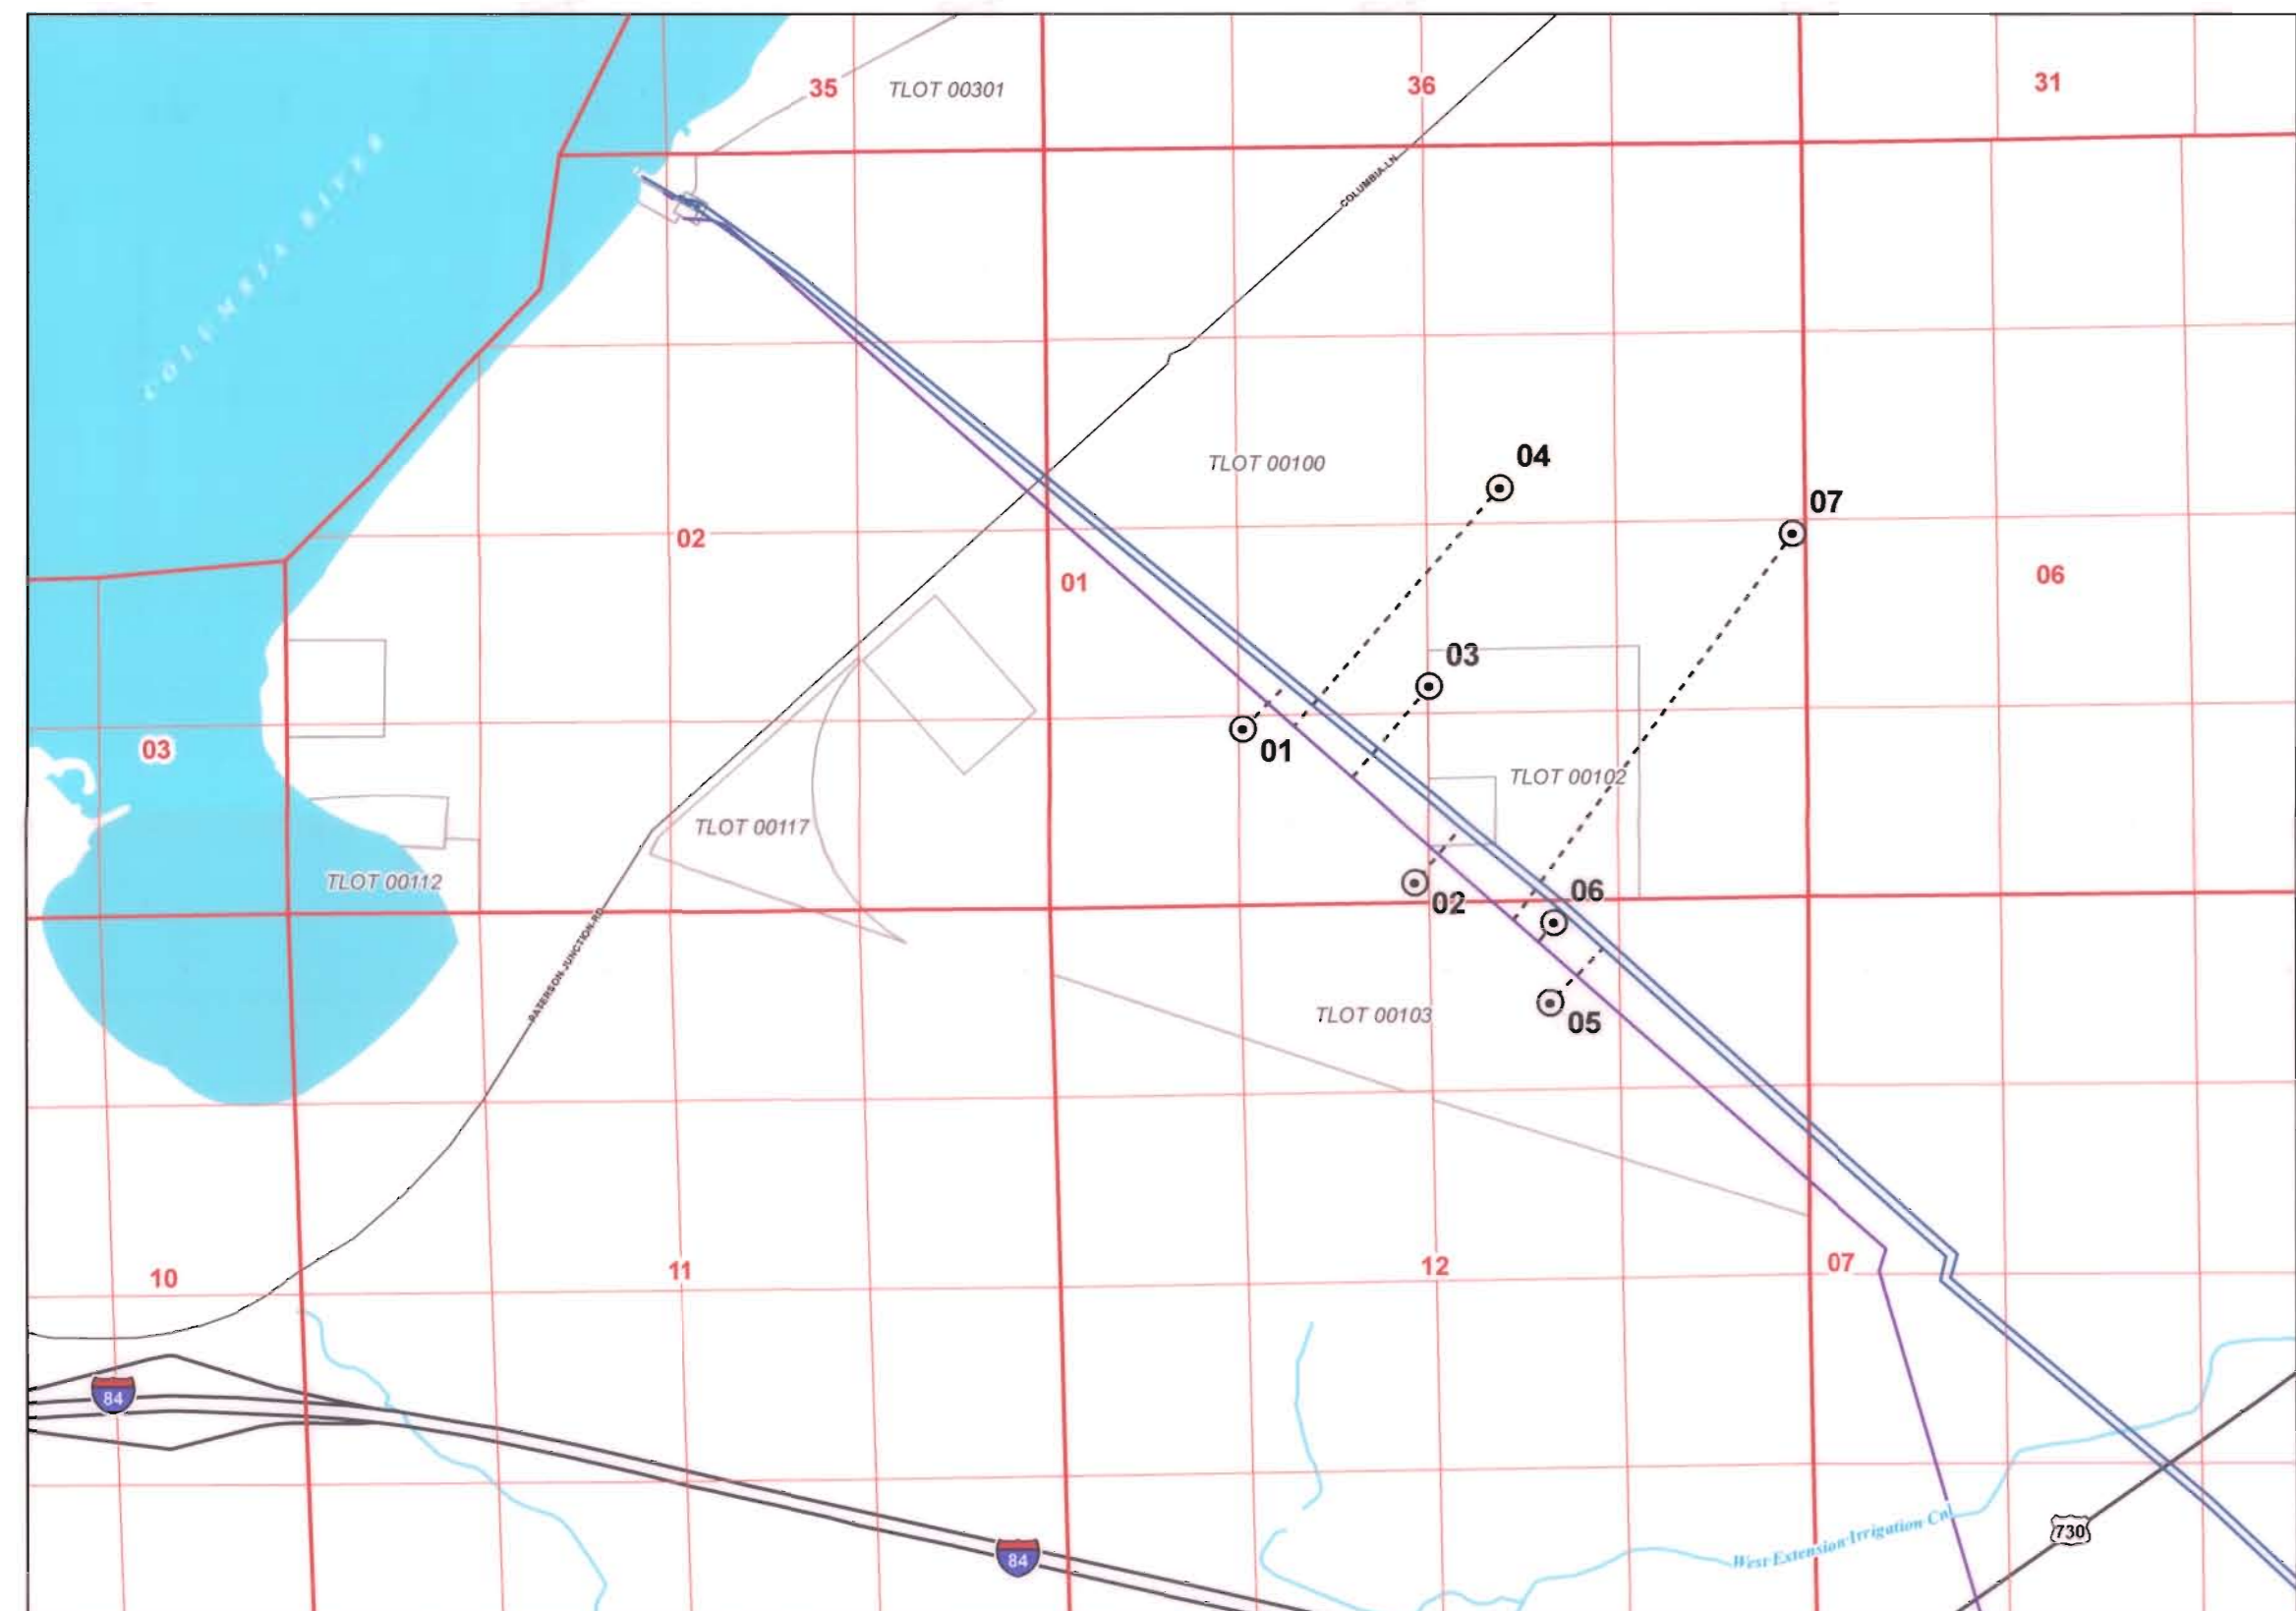 35
TLOT 00301
36
31
COLUMBIA LN
COLUMBIA RIVER
04
TLOT 00100
07
02
01
06
03
03
01
TLOT 00102
TLOT 00117
TLOT 00112
06
02
PATERSON JUNCTION RD
TLOT 00103
05
10
11
12
07
84
84
730
West Extension Irrigation Cnl